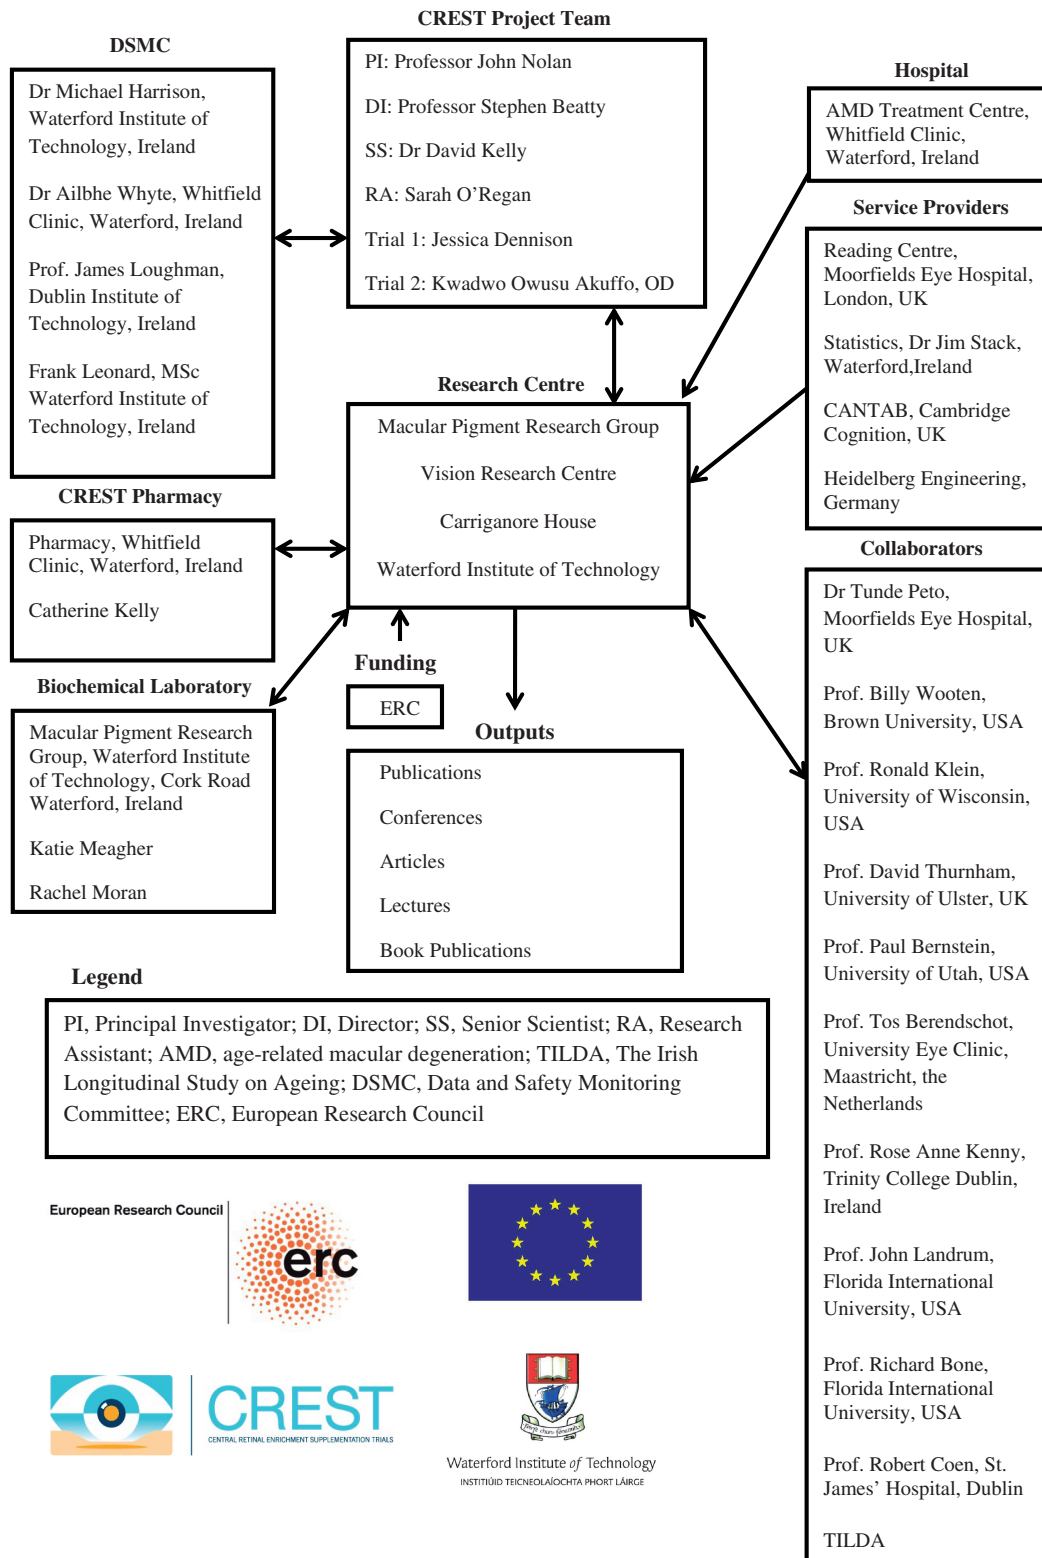 CREST Project Team
PI: Professor John Nolan
DI: Professor Stephen Beatty
SS: Dr David Kelly
RA: Sarah O'Regan
Trial 1: Jessica Dennison
Trial 2: Kwadwo Owusu Akuffo, OD
DSMC
Dr Michael Harrison,
Waterford Institute of
Technology, Ireland
Dr Ailbhe Whyte, Whitfield
Clinic, Waterford, Ireland
Prof. James Loughman,
Dublin Institute of
Technology, Ireland
Frank Leonard, MSc
Waterford Institute of
Technology, Ireland
Hospital
AMD Treatment Centre,
Whitfield Clinic,
Waterford, Ireland
Service Providers
Reading Centre,
Moorfields Eye Hospital,
London, UK
Statistics, Dr Jim Stack,
Waterford,Ireland
CANTAB, Cambridge
Cognition, UK
Heidelberg Engineering,
Germany
Research Centre
Macular Pigment Research Group
Vision Research Centre
Carriganore House
Waterford Institute of Technology
CREST Pharmacy
Pharmacy, Whitfield
Clinic, Waterford, Ireland
Catherine Kelly
Biochemical Laboratory
Macular Pigment Research
Group, Waterford Institute
of Technology, Cork Road
Waterford, Ireland
Katie Meagher
Rachel Moran
Funding
ERC
Outputs
Publications
Conferences
Articles
Lectures
Book Publications
Collaborators
Dr Tunde Peto,
Moorfields Eye Hospital,
UK
Prof. Billy Wooten,
Brown University, USA
Prof. Ronald Klein,
University of Wisconsin,
USA
Prof. David Thurnham,
University of Ulster, UK
Prof. Paul Bernstein,
University of Utah, USA
Prof. Tos Berendschot,
University Eye Clinic,
Maastricht, the
Netherlands
Prof. Rose Anne Kenny,
Trinity College Dublin,
Ireland
Prof. John Landrum,
Florida International
University, USA
Prof. Richard Bone,
Florida International
University, USA
Prof. Robert Coen, St.
James' Hospital, Dublin
TILDA
Legend
PI, Principal Investigator; DI, Director; SS, Senior Scientist; RA, Research
Assistant; AMD, age-related macular degeneration; TILDA, The Irish
Longitudinal Study on Ageing; DSMC, Data and Safety Monitoring
Committee; ERC, European Research Council
European Research Council
erc
CREST
CENTRAL RETINAL ENRICHMENT SUPPLEMENTATION TRIALS
Waterford Institute of Technology
INSTITIÚID TEICNEOLAÍOCHTA PHORT LÁIRGE